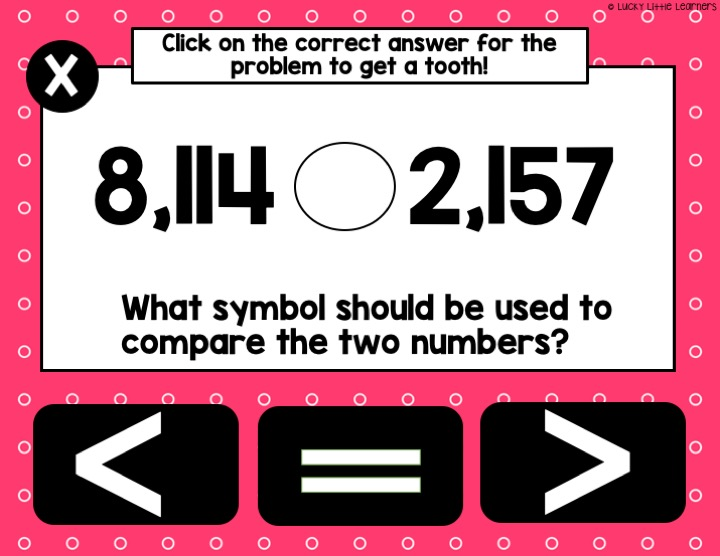 © Lucky Little Learners
Click on the correct answer for the
problem to get a tooth!
X
8,114 2,157
What symbol should be used to
compare the two numbers?
< = >